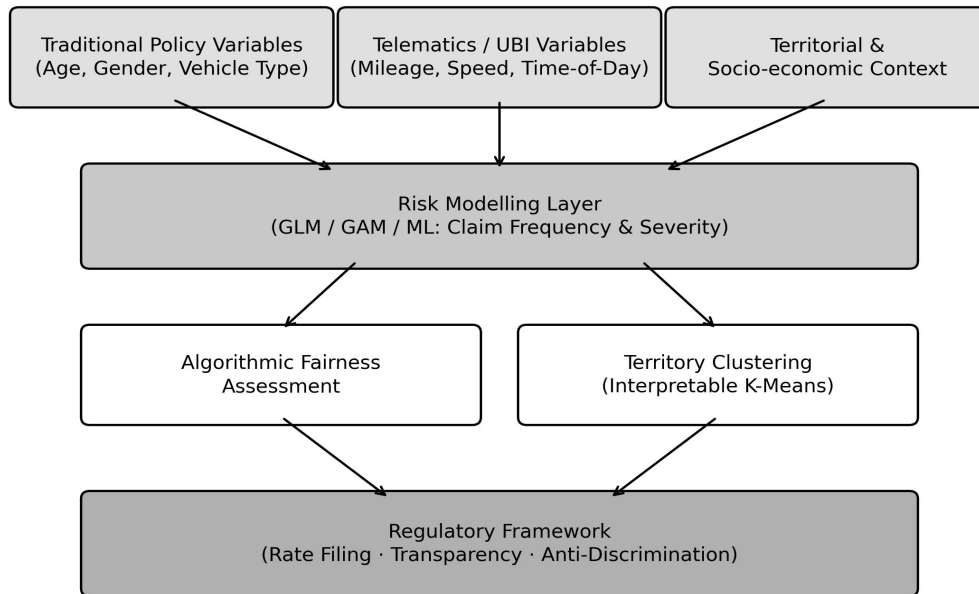 Traditional Policy Variables
(Age, Gender, Vehicle Type)
Telematics / UBI Variables
(Mileage, Speed, Time-of-Day)
Territorial &
Socio-economic Context
Risk Modelling Layer
(GLM / GAM / ML: Claim Frequency & Severity)
Algorithmic Fairness
Assessment
Territory Clustering
(Interpretable K-Means)
Regulatory Framework
(Rate Filing · Transparency · Anti-Discrimination)